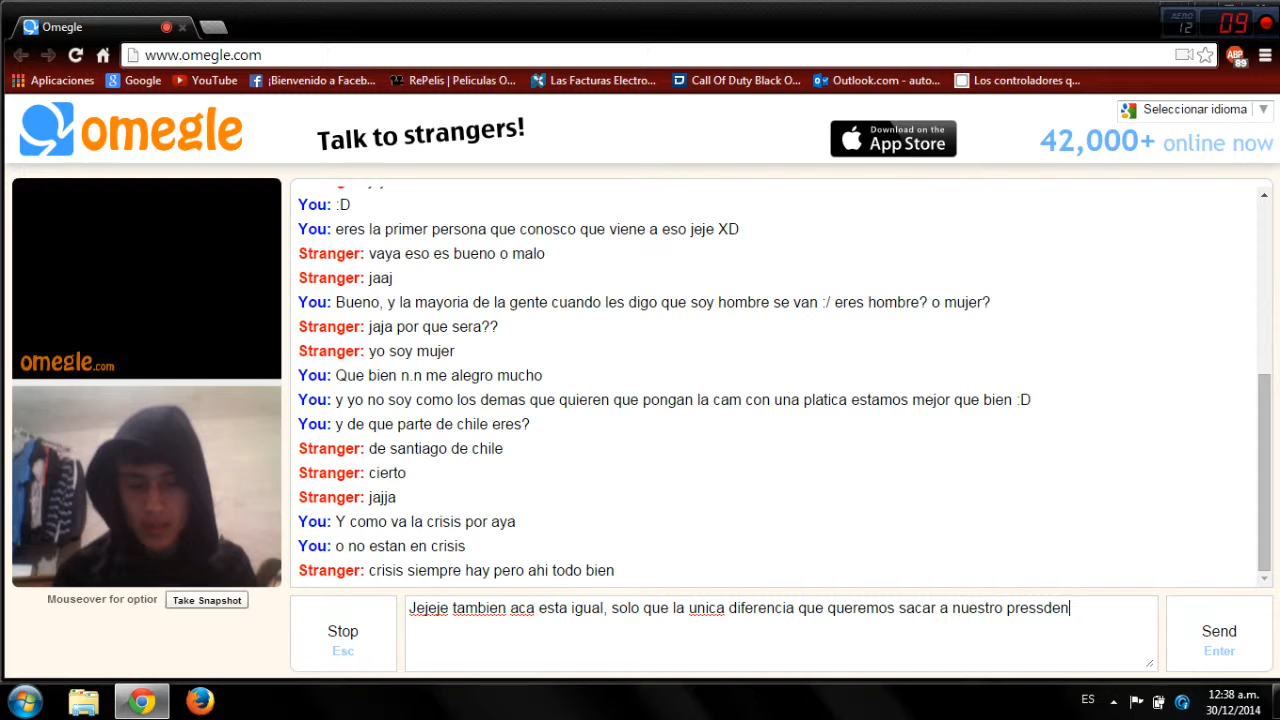 Omegle
AERO
12
09
www.omegle.com
ABP
89
Aplicaciones
Google
YouTube
¡Bienvenido a Faceb...
RePelis | Peliculas O...
Las Facturas Electro...
Call Of Duty Black O...
Outlook.com - auto...
Los controladores q...
omegle
Talk to strangers!
Download on the
App Store
Seleccionar idioma
42,000+ online now
omegle.com
You: :D
You: eres la primer persona que conosco que viene a eso jeje XD
Stranger: vaya eso es bueno o malo
Stranger: jaaj
You: Bueno, y la mayoria de la gente cuando les digo que soy hombre se van :/ eres hombre? o mujer?
Stranger: jaja por que sera??
Stranger: yo soy mujer
You: Que bien n.n me alegro mucho
You: y yo no soy como los demas que quieren que pongan la cam con una platica estamos mejor que bien :D
You: y de que parte de chile eres?
Stranger: de santiago de chile
Stranger: cierto
Stranger: jajja
You: Y como va la crisis por aya
You: o no estan en crisis
Stranger: crisis siempre hay pero ahi todo bien
Mouseover for optior
Take Snapshot
Stop
Esc
Jejeje tambien aca esta igual, solo que la unica diferencia que queremos sacar a nuestro pressden
Send
Enter
ES
12:38 a.m.
30/12/2014